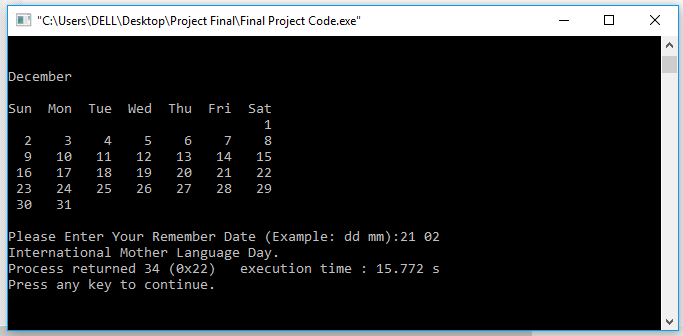 "C:\Users\DELL\Desktop\Project Final\Final Project Code.exe"
December
Sun  Mon  Tue  Wed  Thu  Fri  Sat
                                1
  2    3    4    5    6    7    8
  9   10   11   12   13   14   15
 16   17   18   19   20   21   22
 23   24   25   26   27   28   29
 30   31
Please Enter Your Remember Date (Example: dd mm):21 02
International Mother Language Day.
Process returned 34 (0x22)   execution time : 15.772 s
Press any key to continue.